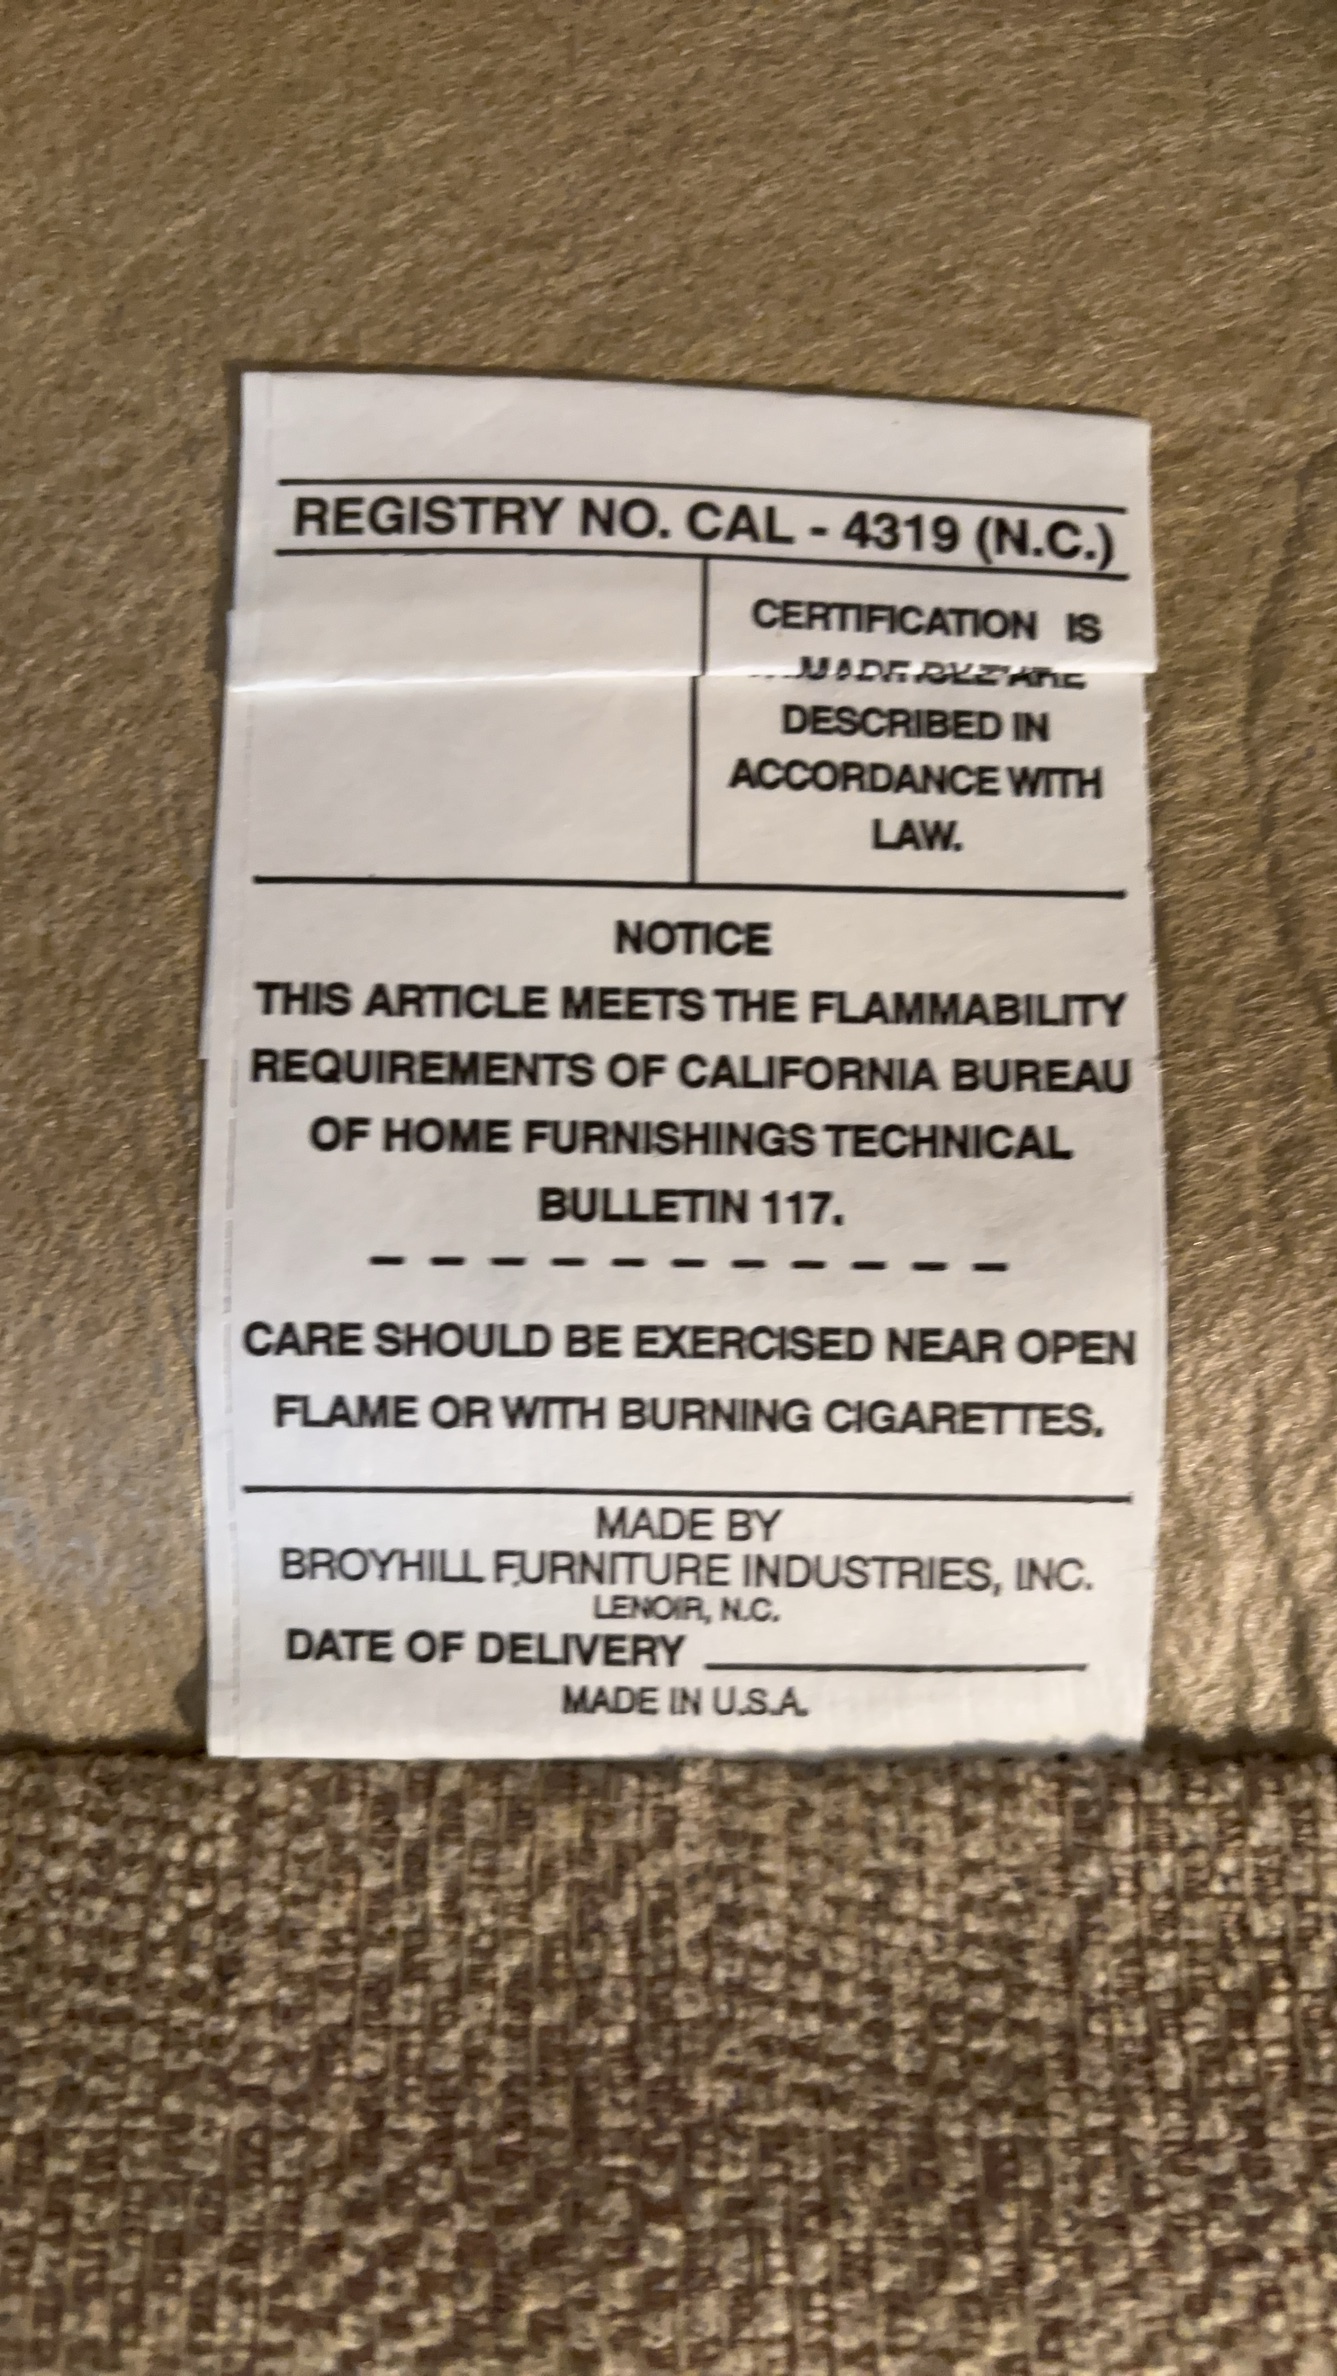 REGISTRY NO. CAL - 4319 (N.C.)
CERTIFICATION IS
MADE
DESCRIBED IN
ACCORDANCE WITH
LAW.
NOTICE
THIS ARTICLE MEETS THE FLAMMABILITY
REQUIREMENTS OF CALIFORNIA BUREAU
OF HOME FURNISHINGS TECHNICAL
BULLETIN 117.
- - - - - - - - - - -
CARE SHOULD BE EXERCISED NEAR OPEN
FLAME OR WITH BURNING CIGARETTES.
MADE BY
BROYHILL FURNITURE INDUSTRIES, INC.
LENOIR, N.C.
DATE OF DELIVERY
MADE IN U.S.A.